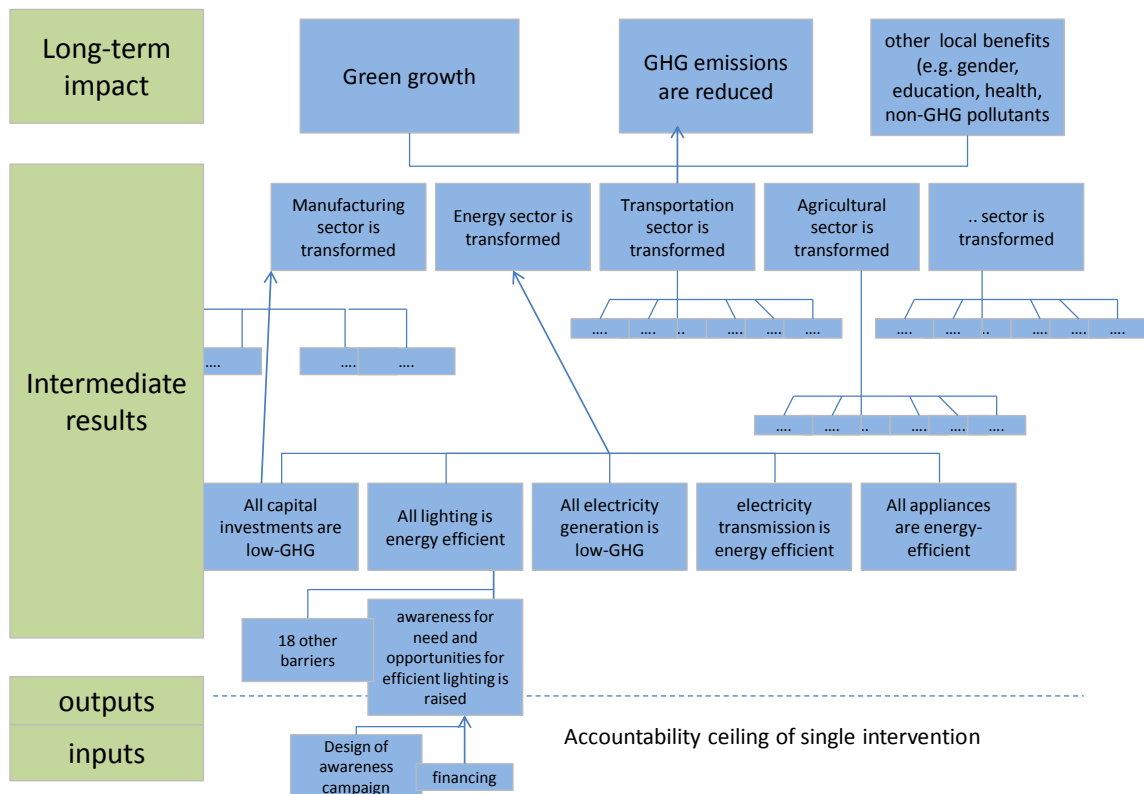 Long-term
impact
Green growth
GHG emissions
are reduced
other local benefits
(e.g. gender,
education, health,
non-GHG pollutants
Intermediate
results
Manufacturing
sector is
transformed
Energy sector is
transformed
Transportation
sector is
transformed
Agricultural
sector is
transformed
.. sector is
transformed
....
....
..
....
....
....
....
....
..
....
....
....
....
....
....
....
....
..
....
....
....
All capital
investments are
low-GHG
All lighting is
energy efficient
All electricity
generation is
low-GHG
electricity
transmission is
energy efficient
All appliances
are energy-
efficient
18 other
barriers
awareness for
need and
opportunities for
efficient lighting is
raised
outputs
inputs
Accountability ceiling of single intervention
Design of
awareness
campaign
financing